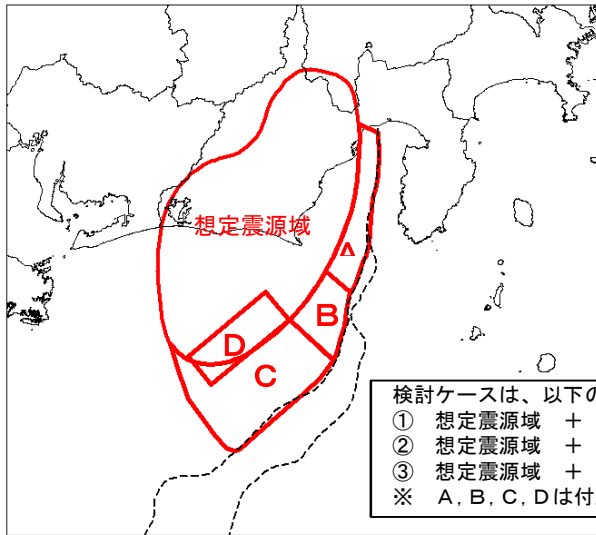 想定震源域
A
B
D
C
検討ケースは、以下の
① 想定震源域 +
② 想定震源域 +
③ 想定震源域 +
※ A, B, C, Dは付